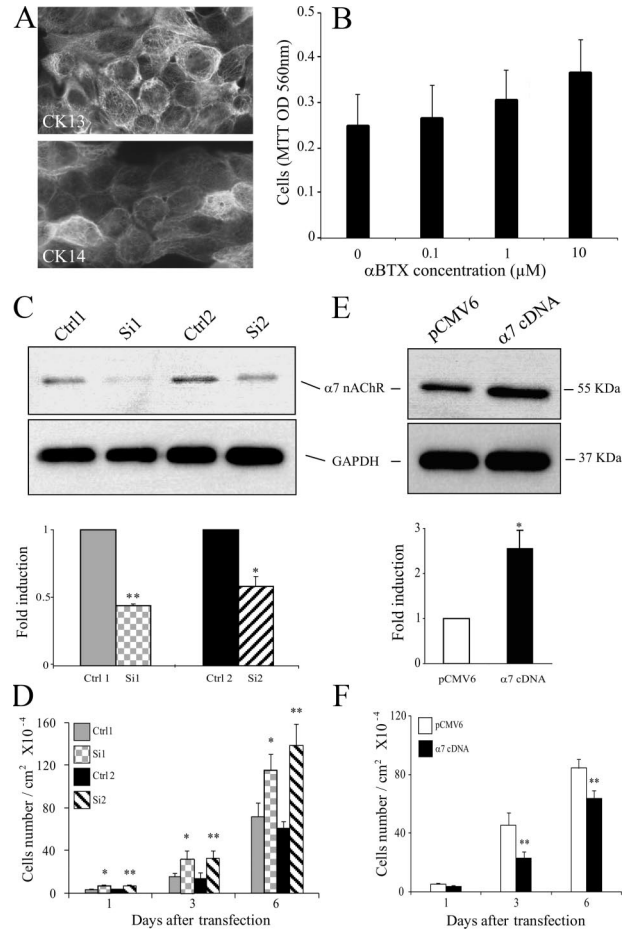 A
CK13
CK14
B
Cells (MTT OD 560nm)
0.5
0.4
0.3
0.2
0.1
0
0 0.1 1 10
αBTX concentration (µM)
C
Ctrl1 Si1 Ctrl2 Si2
α7 nAChR
GAPDH
Fold induction
1
0.5
0
**
*
Ctrl 1 Si1 Ctrl 2 Si2
E
pCMV6 α7 cDNA
55 KDa
37 KDa
Fold induction
3
2
1
0
*
pCMV6 α7 cDNA
D
Cells number / cm² X10⁻⁴
160
120
80
40
0
Ctrl1
Si1
Ctrl 2
Si2
* **
* **
* **
1 3 6
Days after transfection
F
Cells number / cm² X10⁻⁴
120
80
40
0
pCMV6
α7 cDNA
**
**
1 3 6
Days after transfection